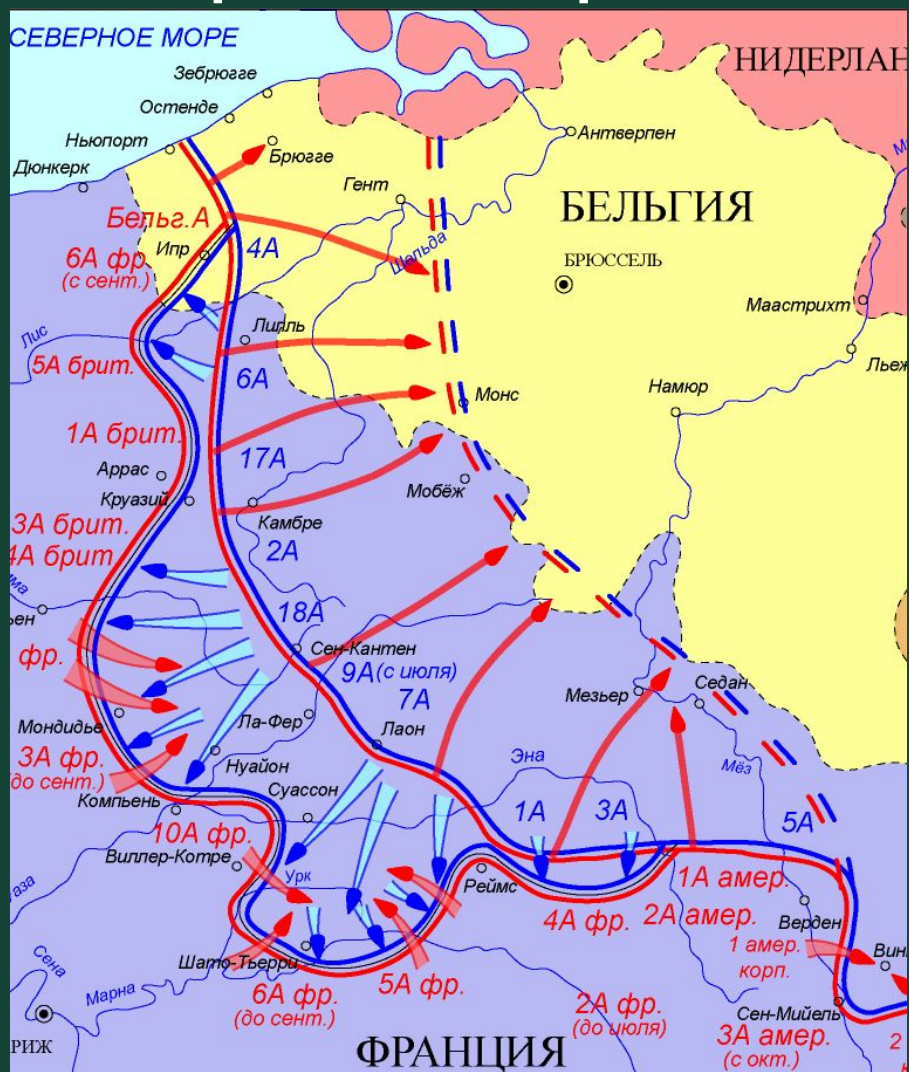 СЕВЕРНОЕ МОРЕ
НИДЕРЛАН
Зебрюгге
Остенде
Ньюпорт
Брюгге
Антверпен
Дюнкерк
Гент
БЕЛЬГИЯ
Бельг.А
Ипр
4А
Шельда
БРЮССЕЛЬ
6А фр.
(с сент.)
Маастрихт
Лис
Лилль
5А брит.
6А
Льеж
Намюр
Монс
1А брит.
17А
Аррас
Мобёж
Круазий
Камбре
3А брит.
4А брит.
2А
18А
ьен
фр.
Сен-Кантен
9А (с июля)
7А
Мезьер
Седан
Мондидье
Ла-Фер
Лаон
3А фр.
(до сент.)
Нуайон
Эна
Мёз
Компьень
Суассон
1А
3А
5А
10А фр.
Виллер-Котре
Урк
Реймс
1А амер.
4А фр.
2А амер.
Верден
1 амер.
корп.
Сена
Шато-Тьерри
Марна
6А фр.
(до сент.)
5А фр.
2А фр.
(до июля)
Сен-Мийель
3А амер.
(с окт.)
РИЖ
ФРАНЦИЯ
2